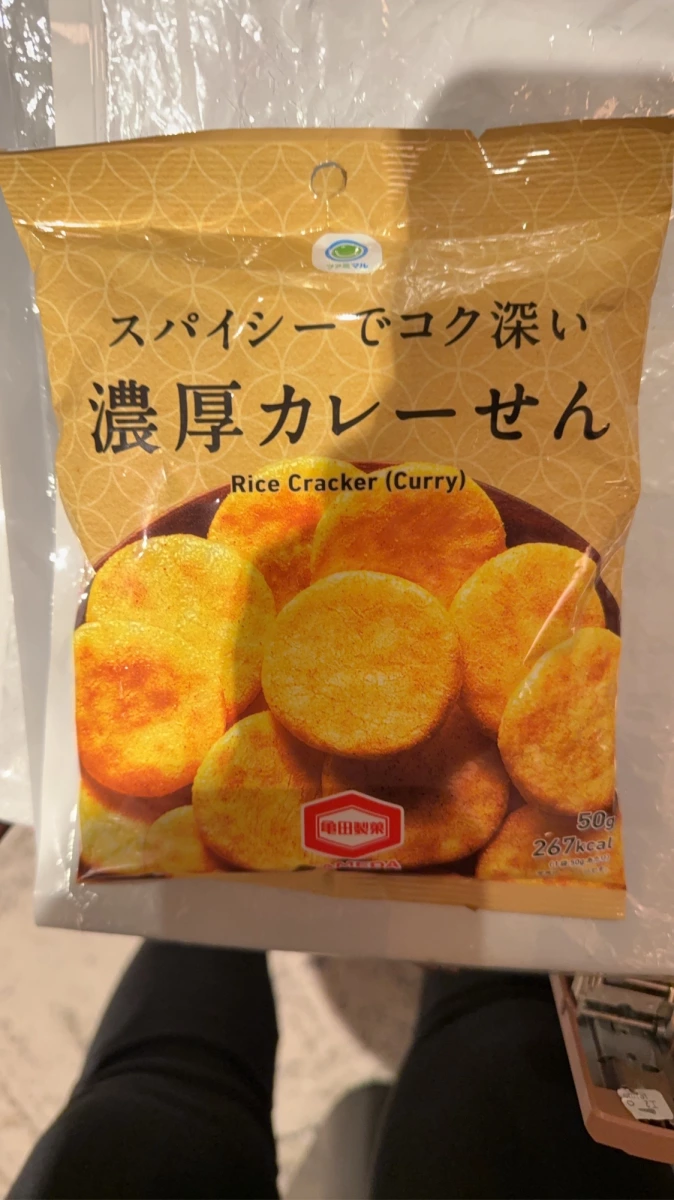 ファミマル
スパイシーでコク深い
濃厚カレーせん
Rice Cracker (Curry)
亀田製菓
KAMEDA
50g
267kcal